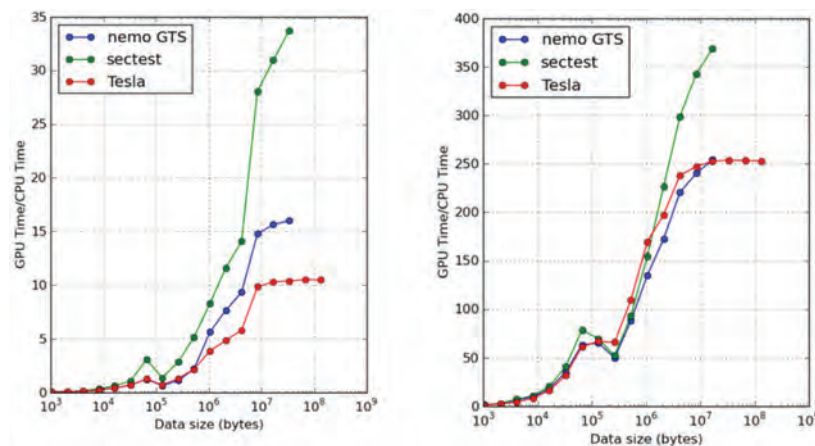 35
30
25
20
15
10
5
0
GPU Time/CPU Time
nemo GTS
sectest
Tesla
10³ 10⁴ 10⁵ 10⁶ 10⁷ 10⁸ 10⁹
Data size (bytes)
400
350
300
250
200
150
100
50
0
GPU Time/CPU Time
nemo GTS
sectest
Tesla
10³ 10⁴ 10⁵ 10⁶ 10⁷ 10⁸ 10⁹
Data size (bytes)